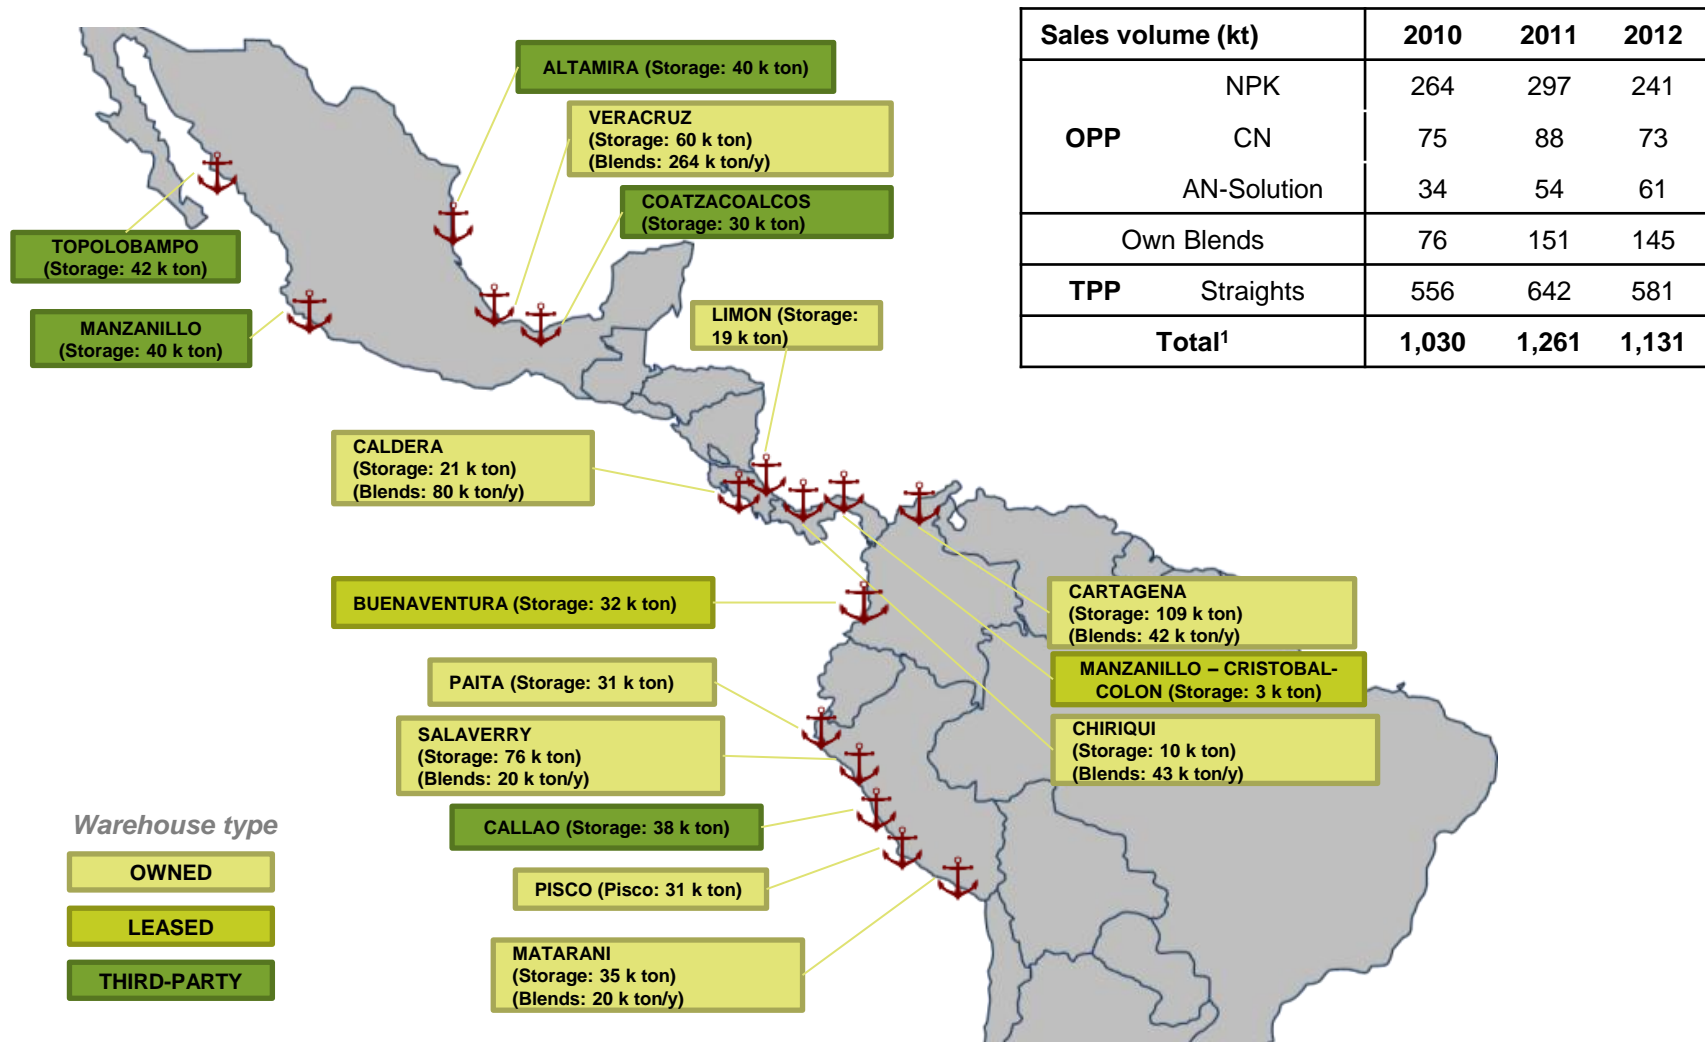 Sales volume (kt) 2010 2011 2012
NPK 264 297 241
OPP CN 75 88 73
AN-Solution 34 54 61
Own Blends 76 151 145
TPP Straights 556 642 581
Total¹ 1,030 1,261 1,131
ALTAMIRA (Storage: 40 k ton)
VERACRUZ
(Storage: 60 k ton)
(Blends: 264 k ton/y)
COATZACOALCOS
(Storage: 30 k ton)
TOPOLOBAMPO
(Storage: 42 k ton)
MANZANILLO
(Storage: 40 k ton)
LIMON (Storage:
19 k ton)
CALDERA
(Storage: 21 k ton)
(Blends: 80 k ton/y)
BUENAVENTURA (Storage: 32 k ton)
CARTAGENA
(Storage: 109 k ton)
(Blends: 42 k ton/y)
MANZANILLO – CRISTOBAL-
COLON (Storage: 3 k ton)
PAITA (Storage: 31 k ton)
CHIRIQUI
(Storage: 10 k ton)
(Blends: 43 k ton/y)
SALAVERRY
(Storage: 76 k ton)
(Blends: 20 k ton/y)
CALLAO (Storage: 38 k ton)
PISCO (Pisco: 31 k ton)
MATARANI
(Storage: 35 k ton)
(Blends: 20 k ton/y)
Warehouse type
OWNED
LEASED
THIRD-PARTY